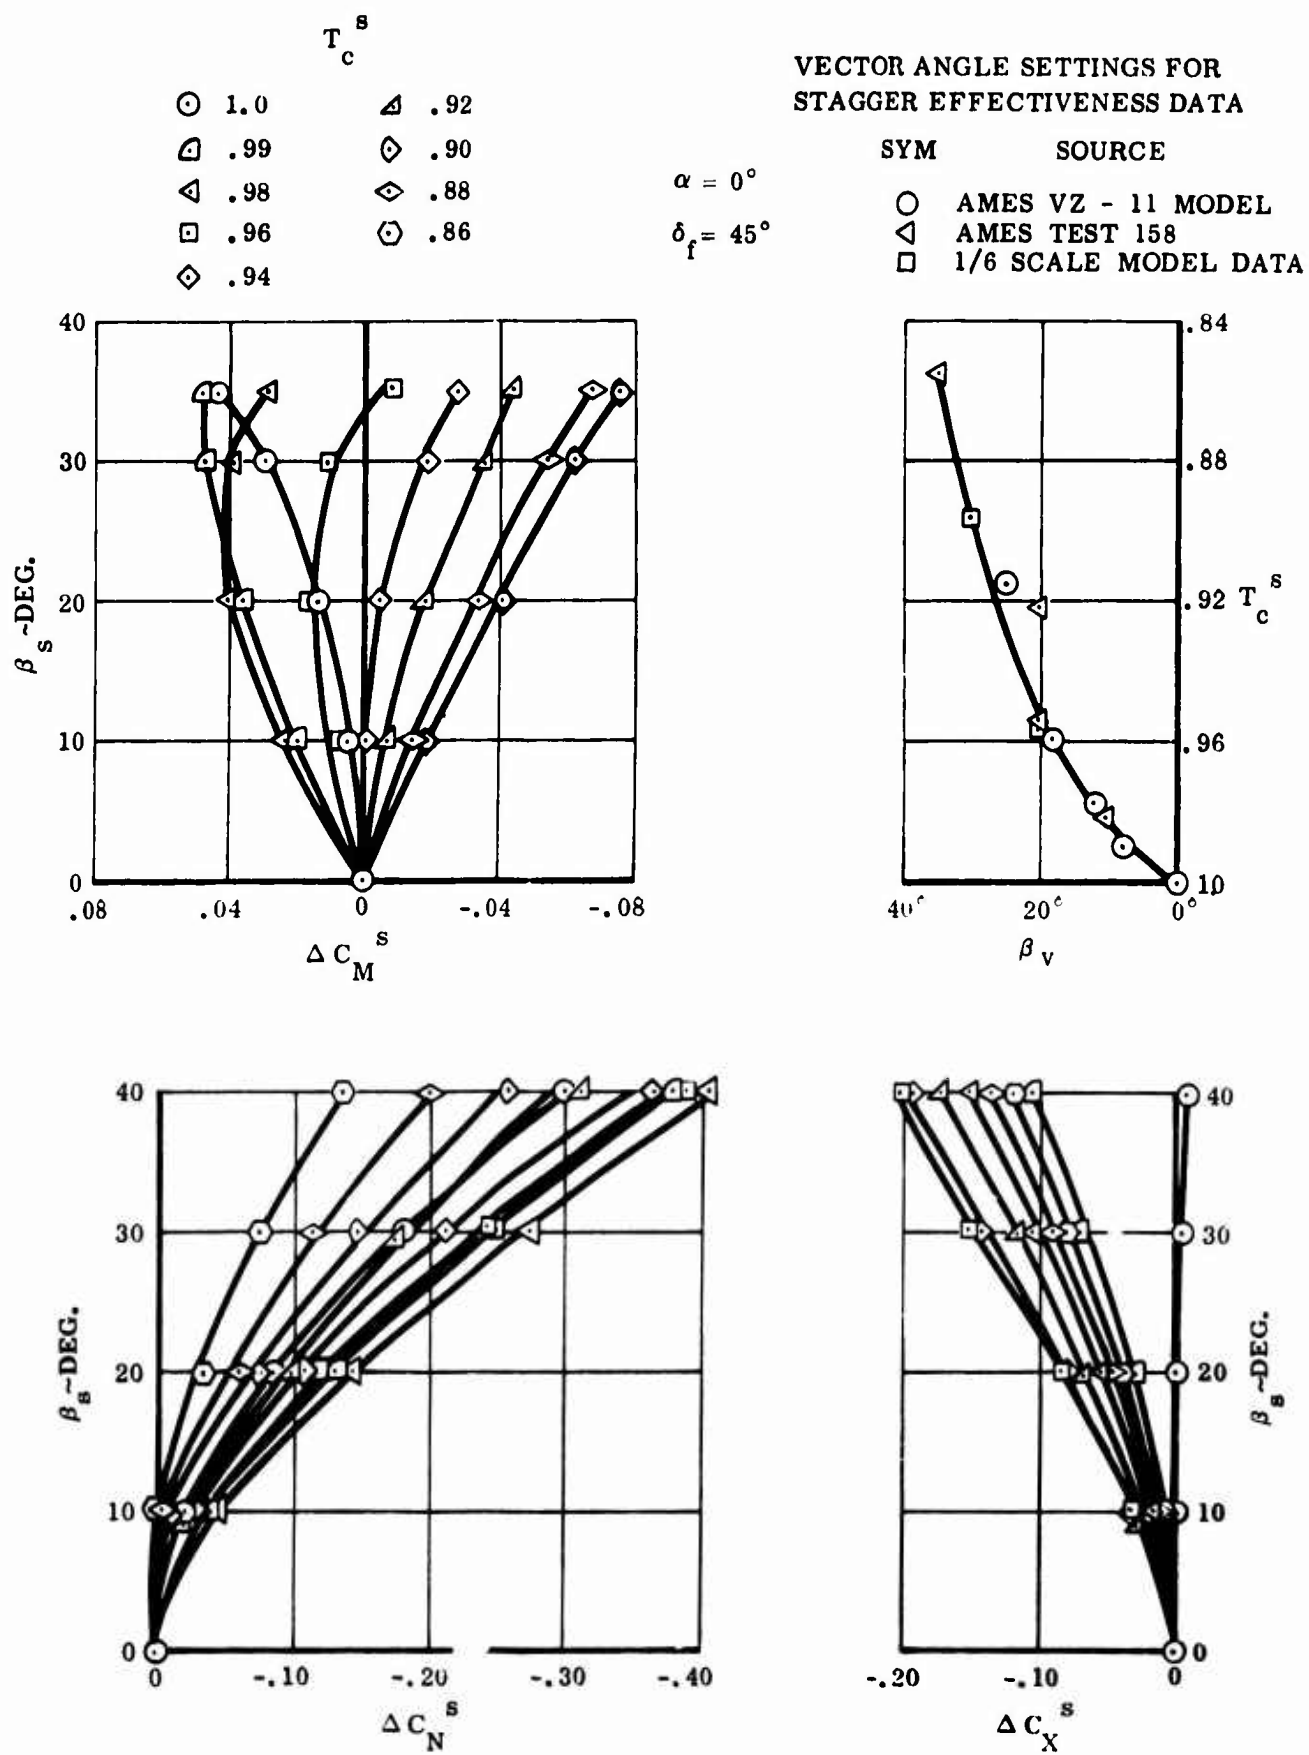 T_c^s
1.0
.99
.98
.96
.94
.92
.90
.88
.86
α = 0°
δ_f = 45°
VECTOR ANGLE SETTINGS FOR
STAGGER EFFECTIVENESS DATA
SYM SOURCE
AMES VZ - 11 MODEL
AMES TEST 158
1/6 SCALE MODEL DATA
40
30
20
10
0
β_s ~DEG.
.08 .04 0 -.04 -.08
Δ C_M^s
.84
.88
.92 T_c^s
.96
1.0
40° 20° 0°
β_V
40
30
20
10
0
β_s ~DEG.
0 -.10 -.20 -.30 -.40
Δ C_N^s
40
30
20
10
0
β_s ~DEG.
-.20 -.10 0
Δ C_X^s